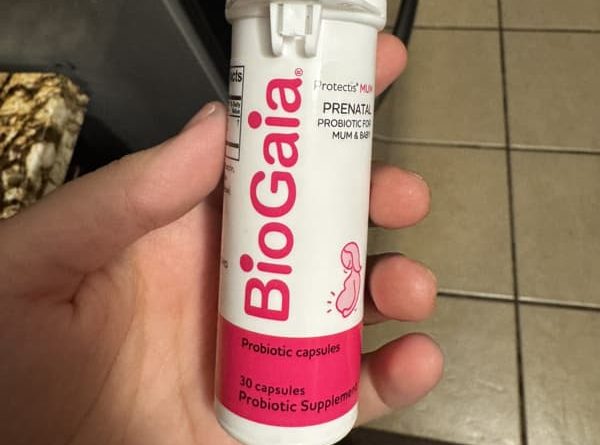 BioGaia®
Protectis® MUM
PRENATAL
PROBIOTIC FOR
MUM & BABY
Probiotic capsules
30 capsules
Probiotic Supplement